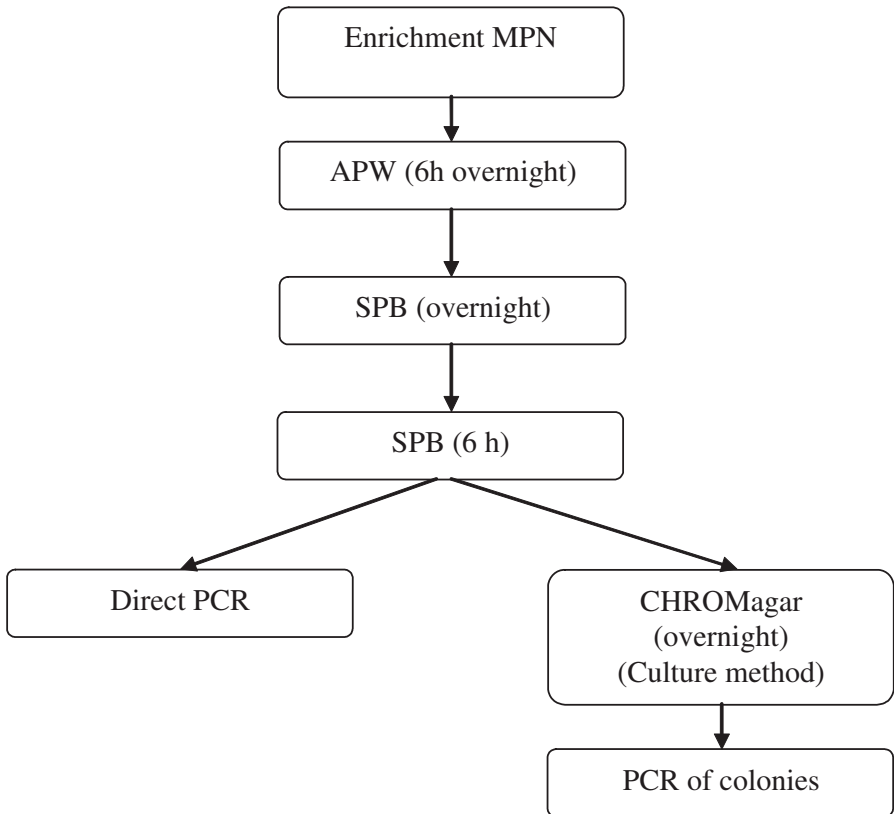 Enrichment MPN
APW (6h overnight)
SPB (overnight)
SPB (6 h)
Direct PCR
CHROMagar
(overnight)
(Culture method)
PCR of colonies